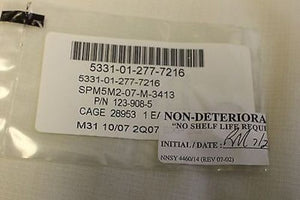 5331-01-277-7216
5331-01-277-7216
SPM5M2-07-M-3413
P/N 123-908-5
CAGE 28953 1 E/
M31 10/07 2Q07
NON-DETERIORA
"NO SHELF LIFE REQUI
INITIAL / DATE:
NNSY 4460/14 (REV 07-02)